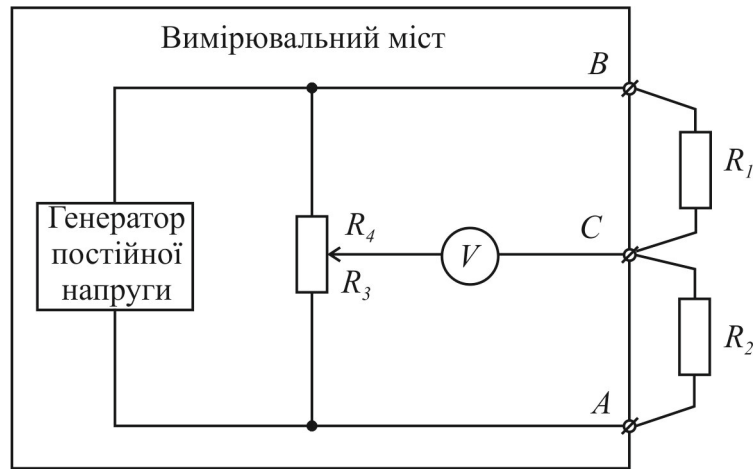 Вимірювальний міст
B
R1
Генератор
постійної
напруги
R4
V
C
R3
R2
A